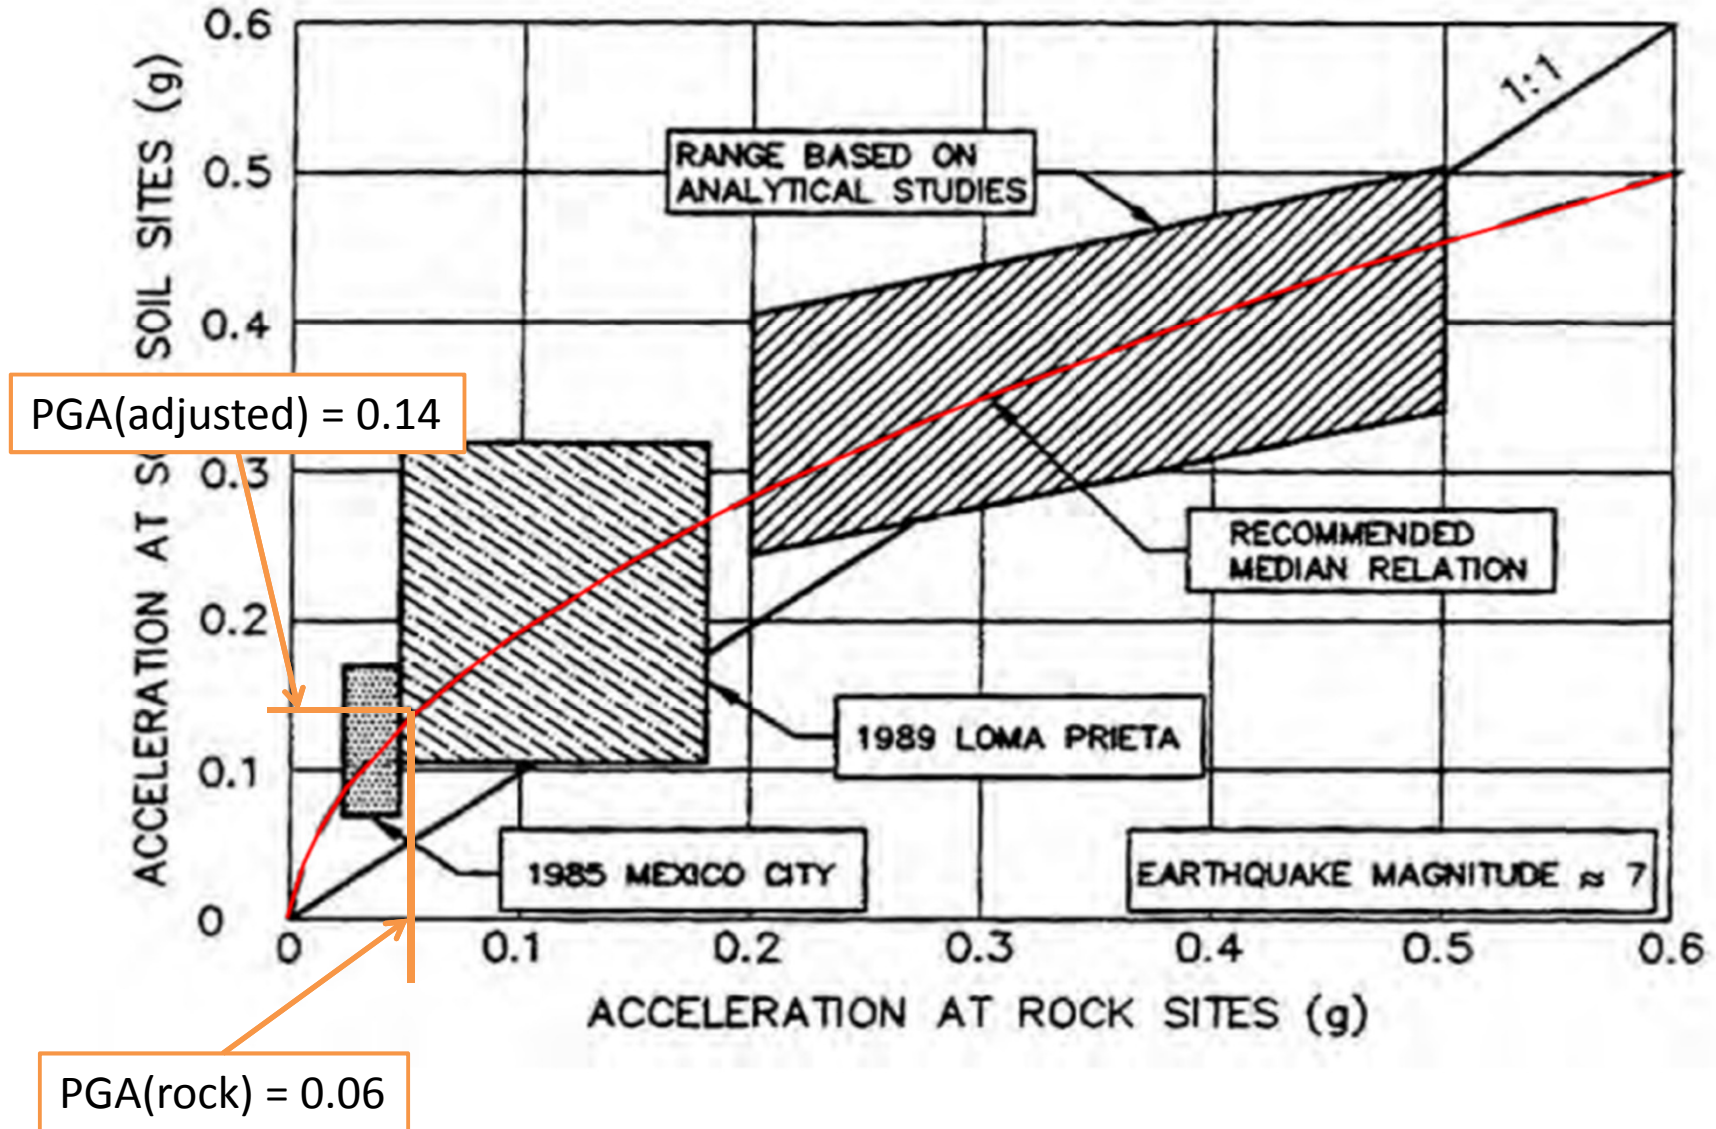 0.6
0.5
0.4
0.3
0.2
0.1
0
ACCELERATION AT SOIL SITES (g)
1:1
RANGE BASED ON
ANALYTICAL STUDIES
PGA(adjusted) = 0.14
RECOMMENDED
MEDIAN RELATION
1989 LOMA PRIETA
1985 MEXICO CITY
EARTHQUAKE MAGNITUDE ≈ 7
0 0.1 0.2 0.3 0.4 0.5 0.6
ACCELERATION AT ROCK SITES (g)
PGA(rock) = 0.06